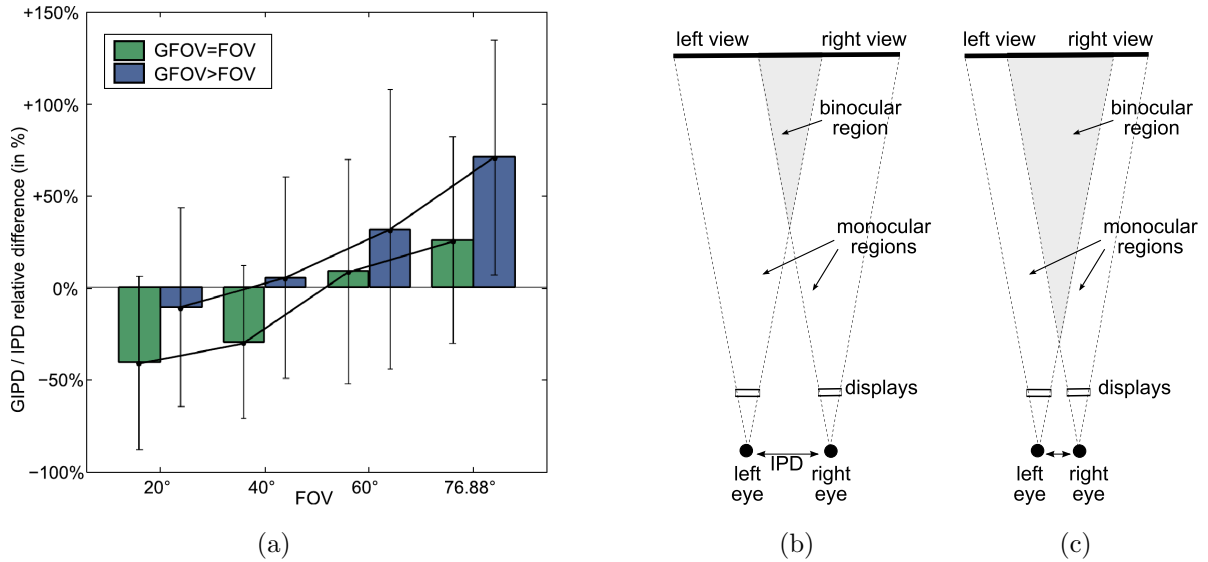 GIPD / IPD relative difference (in %)
+150%
+100%
+50%
0%
−50%
−100%
GFOV=FOV
GFOV>FOV
20°
40°
60°
76.88°
FOV
(a)
left view
right view
binocular
region
monocular
regions
displays
IPD
left
eye
right
eye
(b)
left view
right view
binocular
region
monocular
regions
displays
left
eye
right
eye
(c)